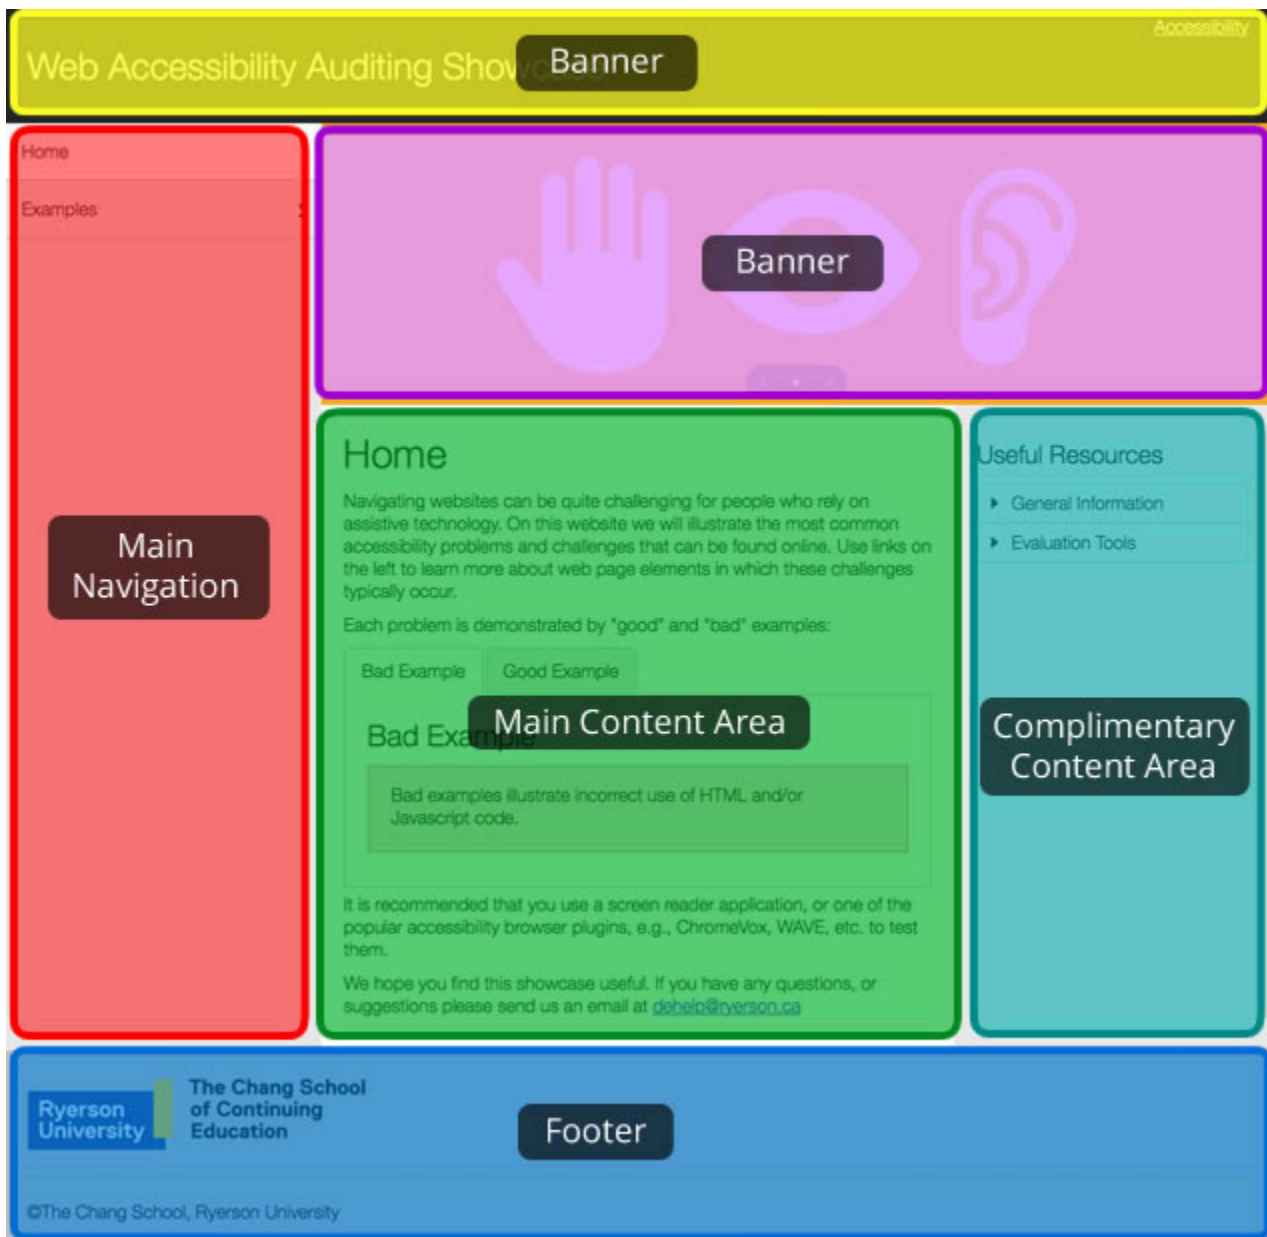 Accessibility
Web Accessibility Auditing Show
Banner
Home
Examples
Banner
Main
Navigation
Home
Navigating websites can be quite challenging for people who rely on
assistive technology. On this website we will illustrate the most common
accessibility problems and challenges that can be found online. Use links on
the left to learn more about web page elements in which these challenges
typically occur.
Each problem is demonstrated by "good" and "bad" examples:
Bad Example
Good Example
Main Content Area
Bad Example
Bad examples illustrate incorrect use of HTML and/or
Javascript code.
It is recommended that you use a screen reader application, or one of the
popular accessibility browser plugins, e.g., ChromeVox, WAVE, etc. to test
them.
We hope you find this showcase useful. If you have any questions, or
suggestions please send us an email at dehelp@ryerson.ca
Useful Resources
General Information
Evaluation Tools
Complimentary
Content Area
Ryerson
University
The Chang School
of Continuing
Education
Footer
©The Chang School, Ryerson University